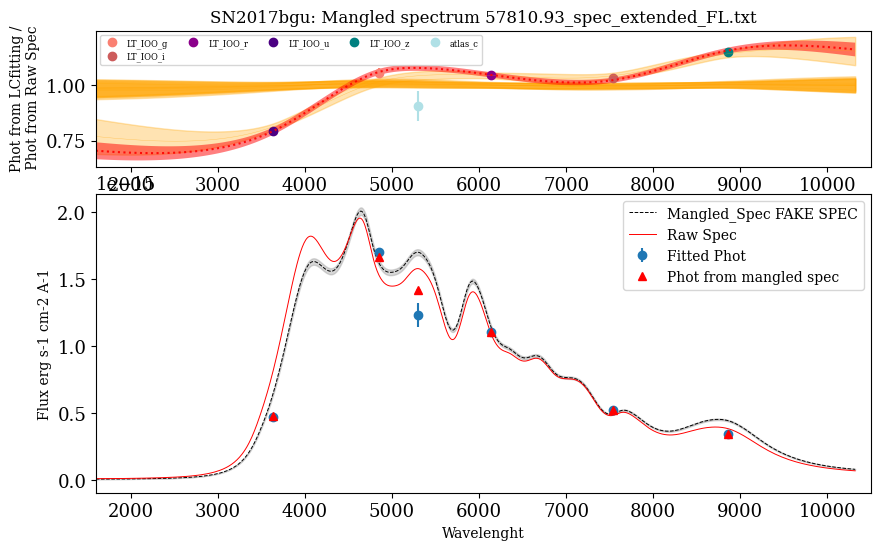 SN2017bgu: Mangled spectrum 57810.93_spec_extended_FL.txt
Phot from LCfitting /
Phot from Raw Spec
1.00
0.75
LT_IOO_g LT_IOO_r LT_IOO_u LT_IOO_z atlas_c
LT_IOO_i
2000 3000 4000 5000 6000 7000 8000 9000 10000
Flux erg s-1 cm-2 A-1
2.0
1.5
1.0
0.5
0.0
Mangled_Spec FAKE SPEC
Raw Spec
Fitted Phot
Phot from mangled spec
2000 3000 4000 5000 6000 7000 8000 9000 10000
Wavelenght